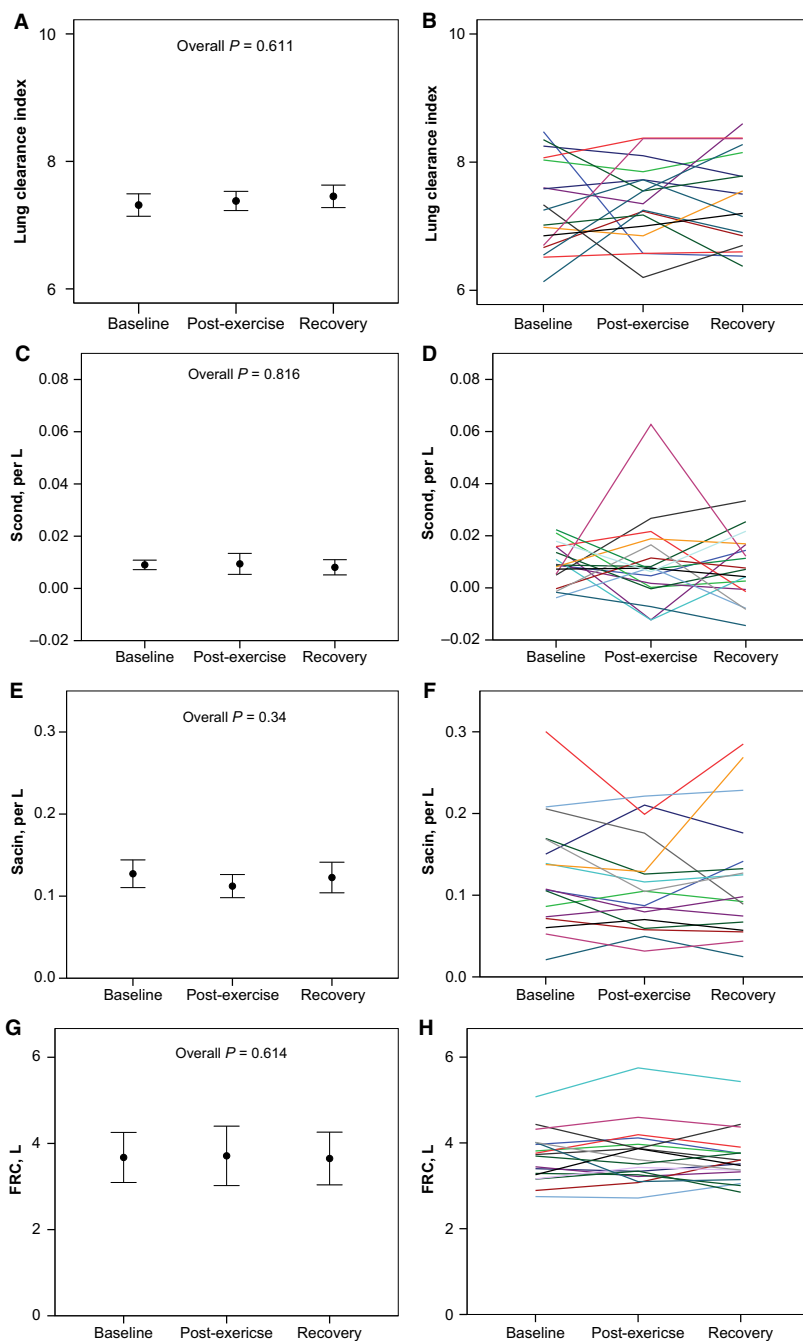 A
Overall P = 0.611
Lung clearance index
10
8
6
Baseline Post-exercise Recovery
B
Lung clearance index
10
8
6
Baseline Post-exercise Recovery
C
Overall P = 0.816
Scond, per L
0.08
0.06
0.04
0.02
0.00
–0.02
Baseline Post-exercise Recovery
D
Scond, per L
0.08
0.06
0.04
0.02
0.00
–0.02
Baseline Post-exercise Recovery
E
Overall P = 0.34
Sacin, per L
0.3
0.2
0.1
0.0
Baseline Post-exercise Recovery
F
Sacin, per L
0.3
0.2
0.1
0.0
Baseline Post-exercise Recovery
G
Overall P = 0.614
FRC, L
6
4
2
0
Baseline Post-exericse Recovery
H
FRC, L
6
4
2
0
Baseline Post-exercise Recovery